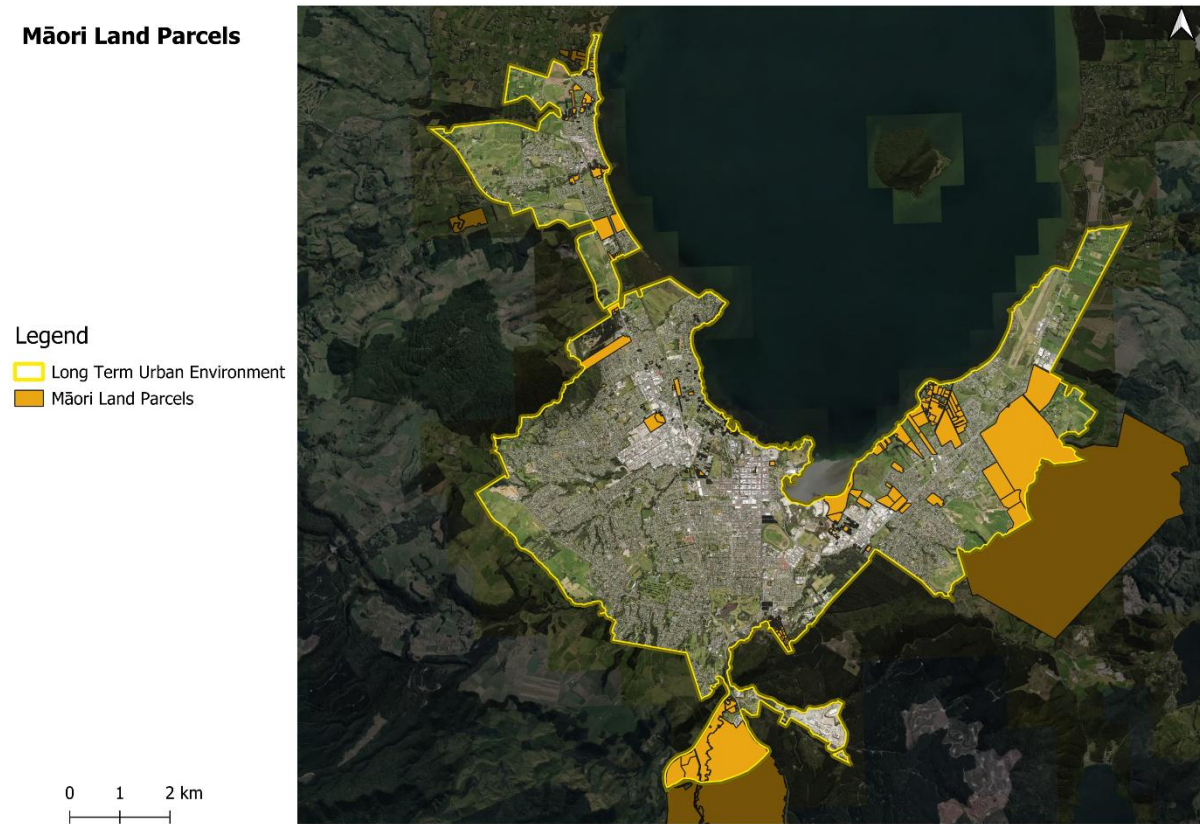 Māori Land Parcels
Legend
Long Term Urban Environment
Māori Land Parcels
0 1 2 km